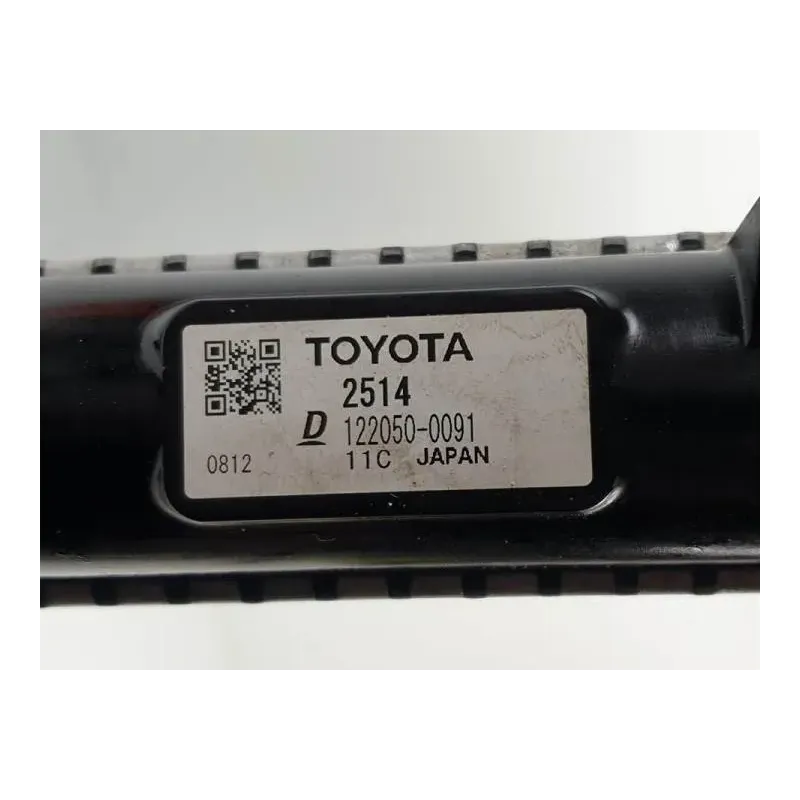 TOYOTA
2514
D 122050-0091
0812 11C JAPAN